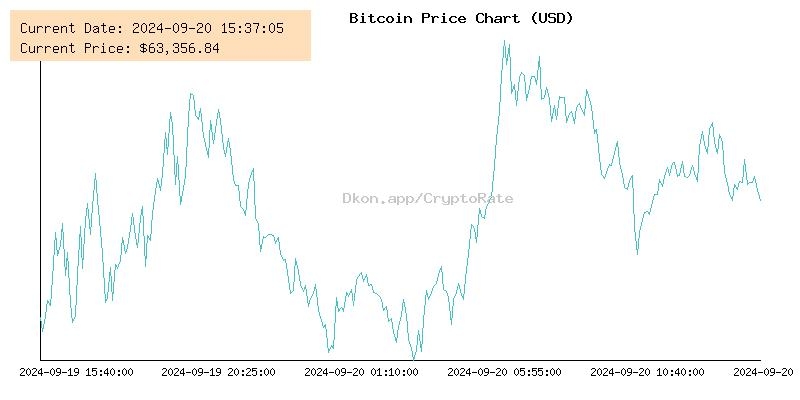 Bitcoin Price Chart (USD)
Current Date: 2024-09-20 15:37:05
Current Price: $63,356.84
Dkon.app/CryptoRate
2024-09-19 15:40:00 2024-09-19 20:25:00 2024-09-20 01:10:00 2024-09-20 05:55:00 2024-09-20 10:40:00 2024-09-20